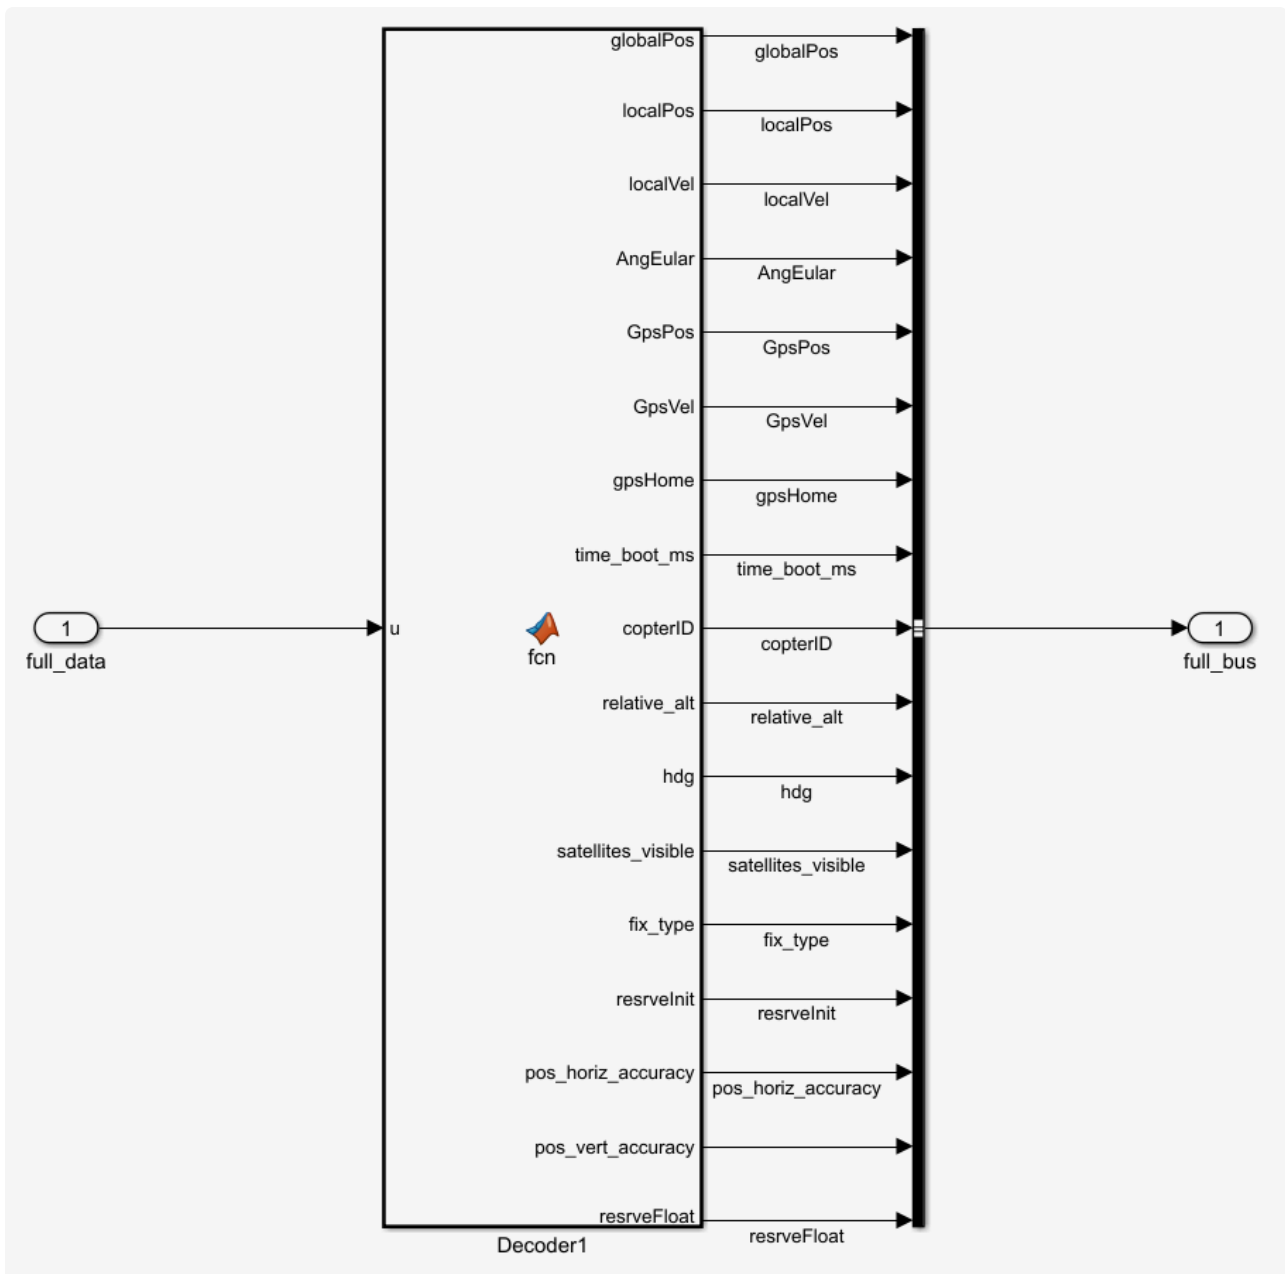 globalPos
globalPos
localPos
localPos
localVel
localVel
AngEular
AngEular
GpsPos
GpsPos
GpsVel
GpsVel
gpsHome
gpsHome
time_boot_ms
time_boot_ms
1
full_data
u
fcn
copterID
copterID
1
full_bus
relative_alt
relative_alt
hdg
hdg
satellites_visible
satellites_visible
fix_type
fix_type
resrveInit
resrveInit
pos_horiz_accuracy
pos_horiz_accuracy
pos_vert_accuracy
resrveFloat
resrveFloat
Decoder1